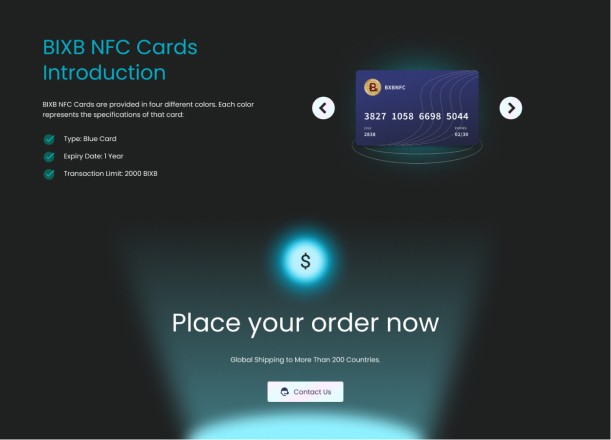 BIXB NFC Cards
Introduction
BIXB NFC Cards are provided in four different colors. Each color
represents the specifications of that card:
Type: Blue Card
Expiry Date: 1 Year
Transaction Limit: 2000 BIXB
BXBNFC
3827 1058 6698 5044
2038
02/30
$
Place your order now
Global Shipping to More Than 200 Countries.
Contact Us